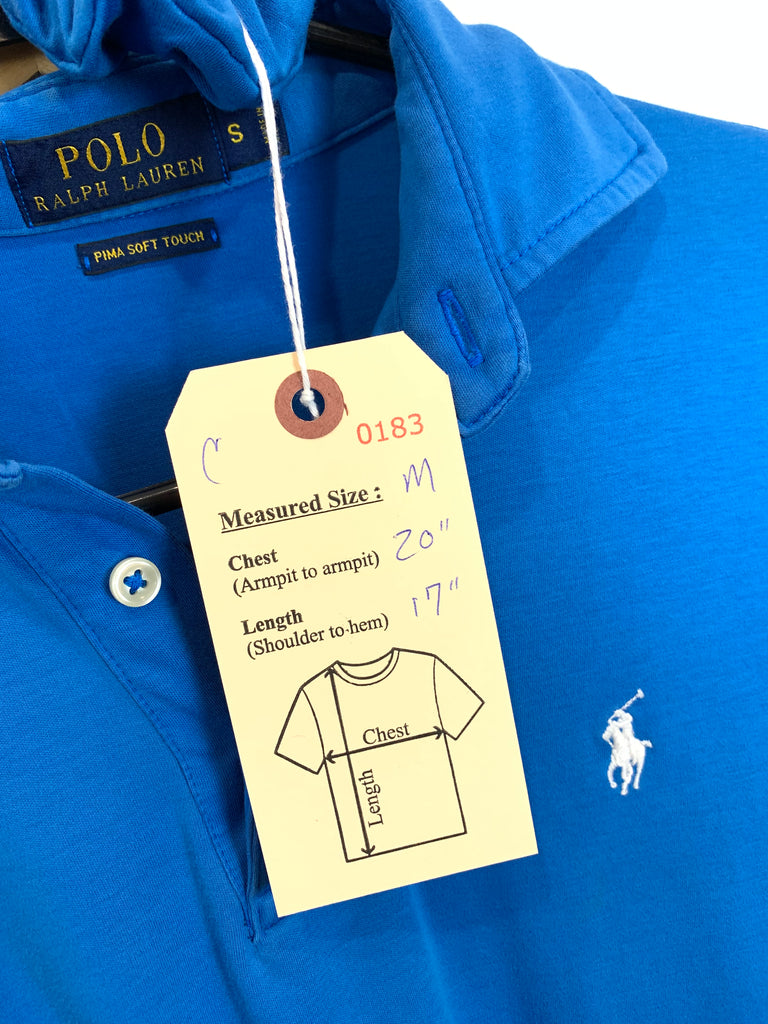 POLO
RALPH LAUREN
S
PIMA SOFT TOUCH
0183
C
Measured Size : M
Chest 20"
(Armpit to armpit)
Length 17"
(Shoulder to hem)
Chest
Length